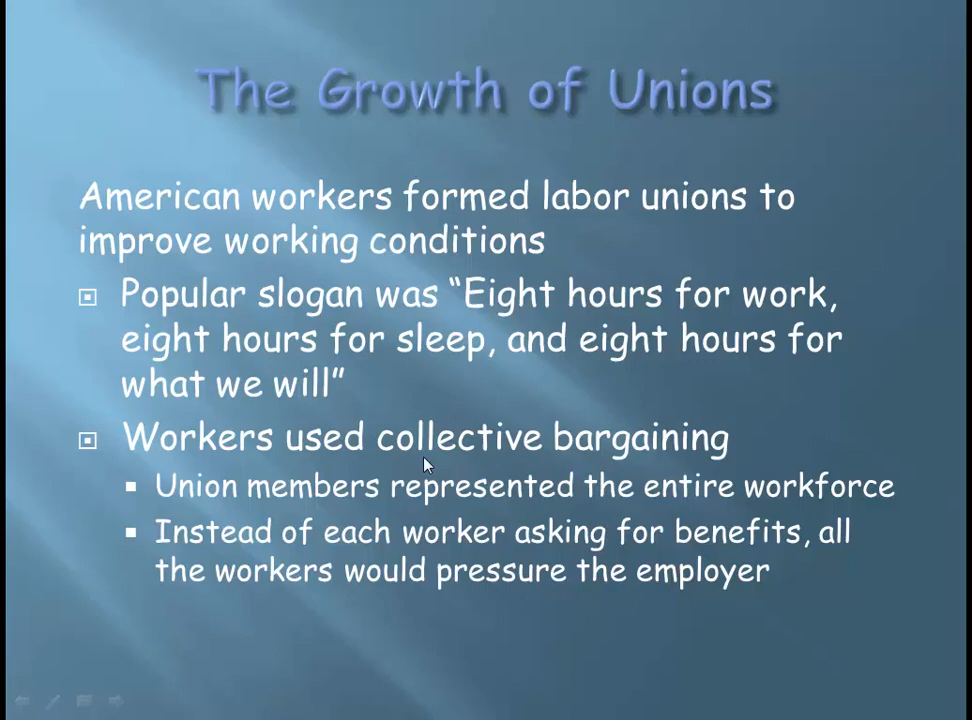 The Growth of Unions
American workers formed labor unions to
improve working conditions
Popular slogan was “Eight hours for work,
eight hours for sleep, and eight hours for
what we will”
Workers used collective bargaining
Union members represented the entire workforce
Instead of each worker asking for benefits, all
the workers would pressure the employer